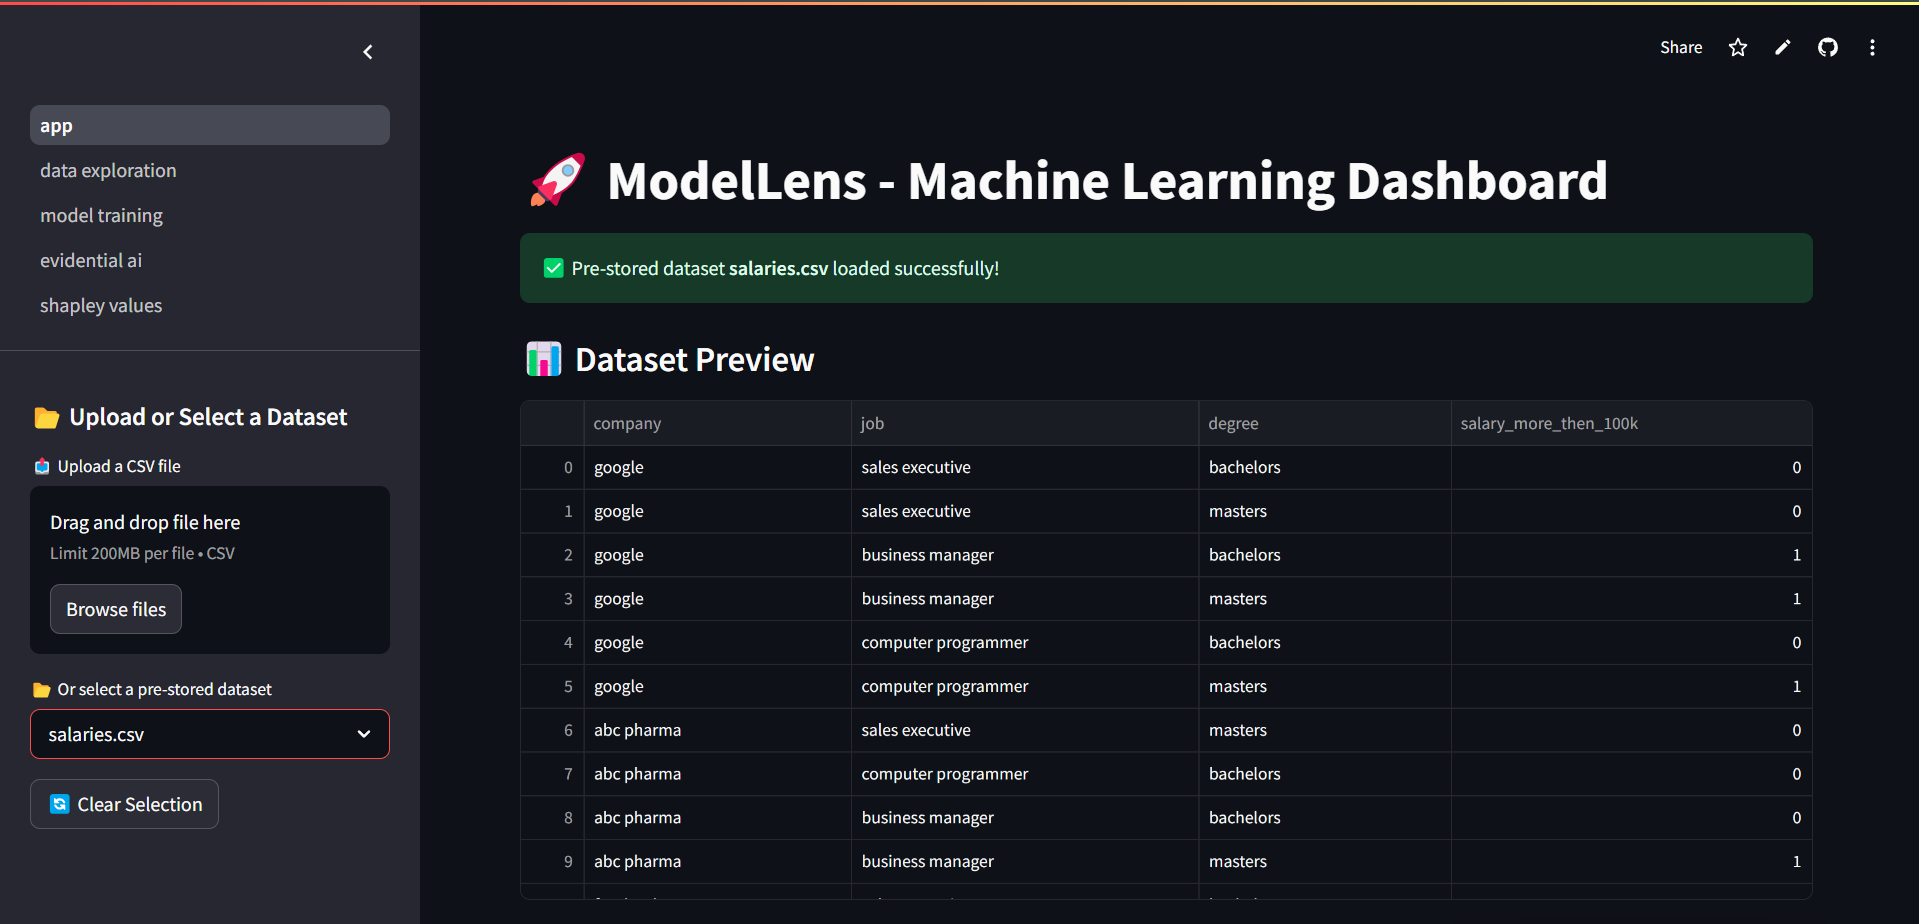 Share
app
data exploration
model training
evidential ai
shapley values
Upload or Select a Dataset
Upload a CSV file
Drag and drop file here
Limit 200MB per file • CSV
Browse files
Or select a pre-stored dataset
salaries.csv
Clear Selection
ModelLens - Machine Learning Dashboard
Pre-stored dataset salaries.csv loaded successfully!
Dataset Preview
company job degree salary_more_then_100k
0 google sales executive bachelors 0
1 google sales executive masters 0
2 google business manager bachelors 1
3 google business manager masters 1
4 google computer programmer bachelors 0
5 google computer programmer masters 1
6 abc pharma sales executive masters 0
7 abc pharma computer programmer bachelors 0
8 abc pharma business manager bachelors 0
9 abc pharma business manager masters 1